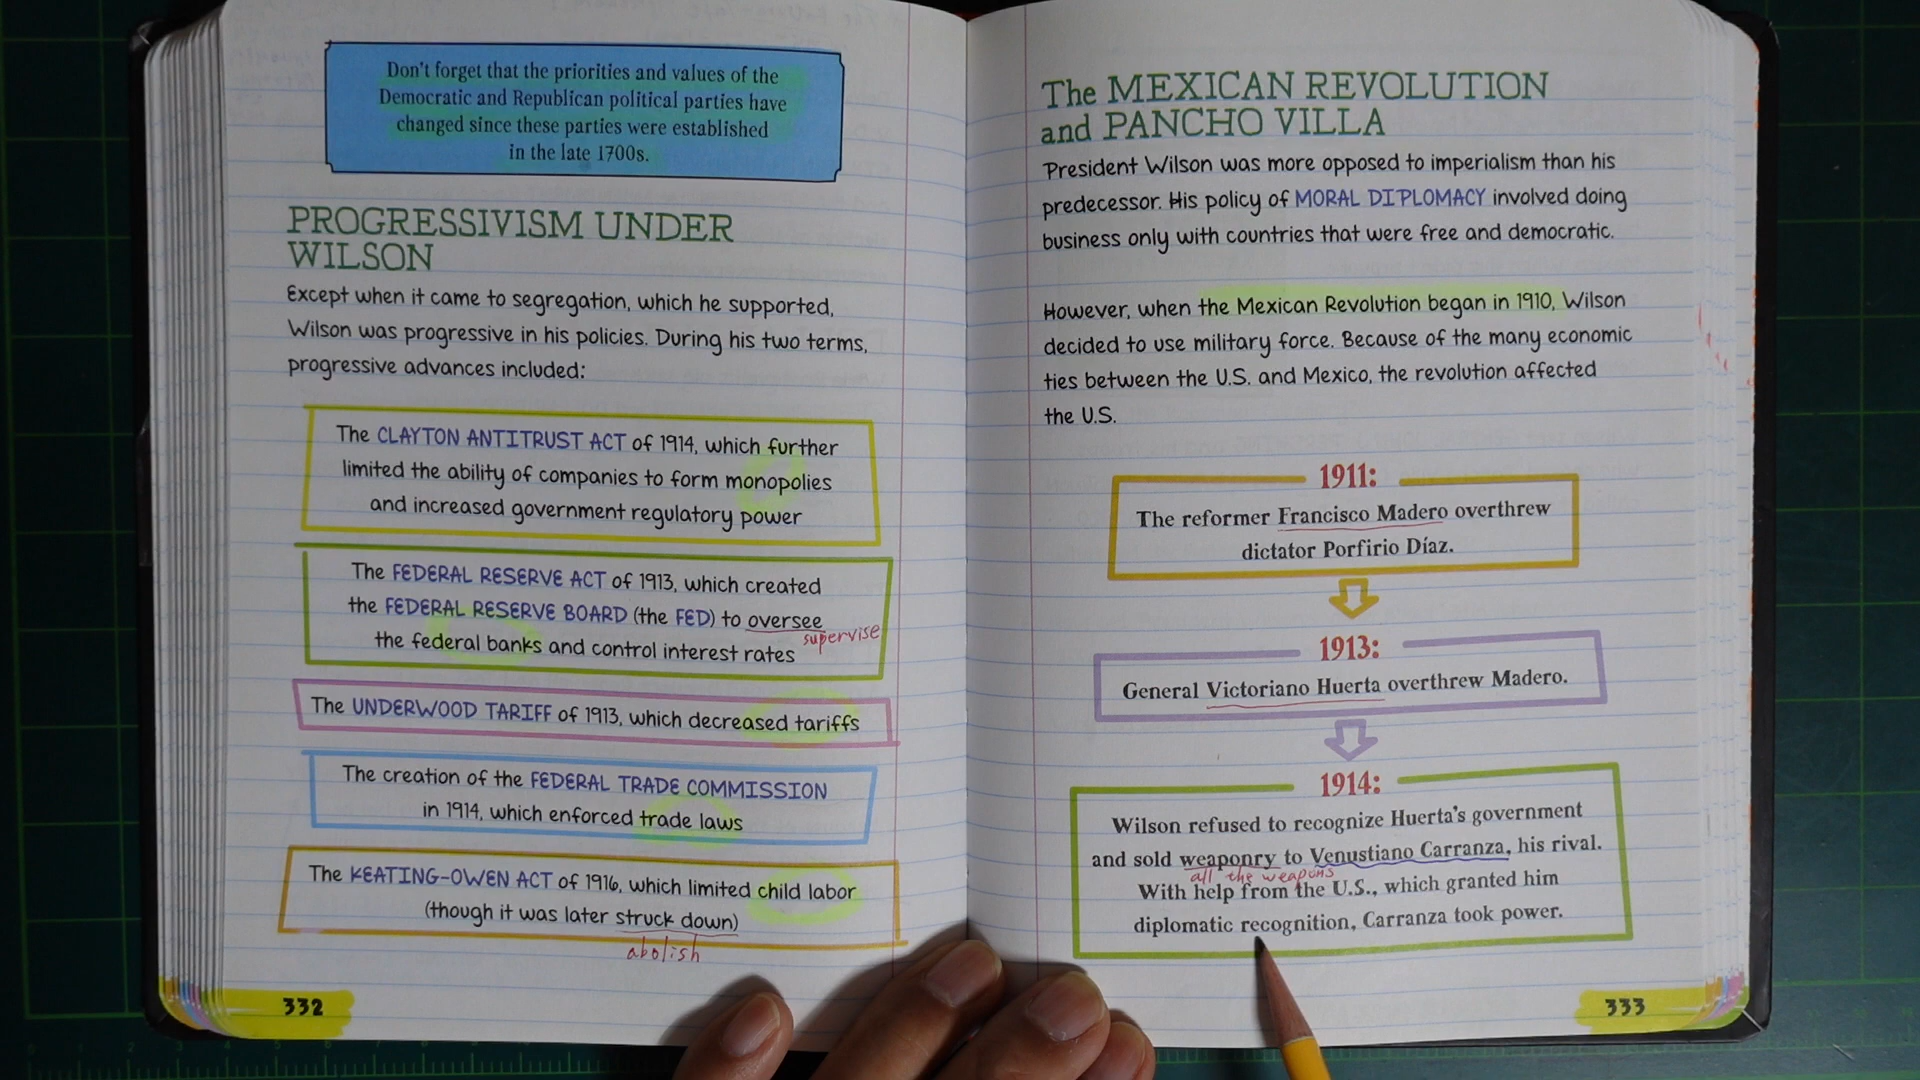 Don't forget that the priorities and values of the
Democratic and Republican political parties have
changed since these parties were established
in the late 1700s.
PROGRESSIVISM UNDER
WILSON
Except when it came to segregation, which he supported,
Wilson was progressive in his policies. During his two terms,
progressive advances included:
The CLAYTON ANTITRUST ACT of 1914, which further
limited the ability of companies to form monopolies
and increased government regulatory power
The FEDERAL RESERVE ACT of 1913, which created
the FEDERAL RESERVE BOARD (the FED) to oversee
supervise
the federal banks and control interest rates
The UNDERWOOD TARIFF of 1913, which decreased tariffs
The creation of the FEDERAL TRADE COMMISSION
in 1914, which enforced trade laws
The KEATING-OWEN ACT of 1916, which limited child labor
(though it was later struck down)
abolish
332
The MEXICAN REVOLUTION
and PANCHO VILLA
President Wilson was more opposed to imperialism than his
predecessor. His policy of MORAL DIPLOMACY involved doing
business only with countries that were free and democratic.
However, when the Mexican Revolution began in 1910, Wilson
decided to use military force. Because of the many economic
ties between the U.S. and Mexico, the revolution affected
the U.S.
1911:
The reformer Francisco Madero overthrew
dictator Porfirio Díaz.
1913:
General Victoriano Huerta overthrew Madero.
1914:
Wilson refused to recognize Huerta's government
and sold weaponry to Venustiano Carranza, his rival.
all the weapons
With help from the U.S., which granted him
diplomatic recognition, Carranza took power.
333